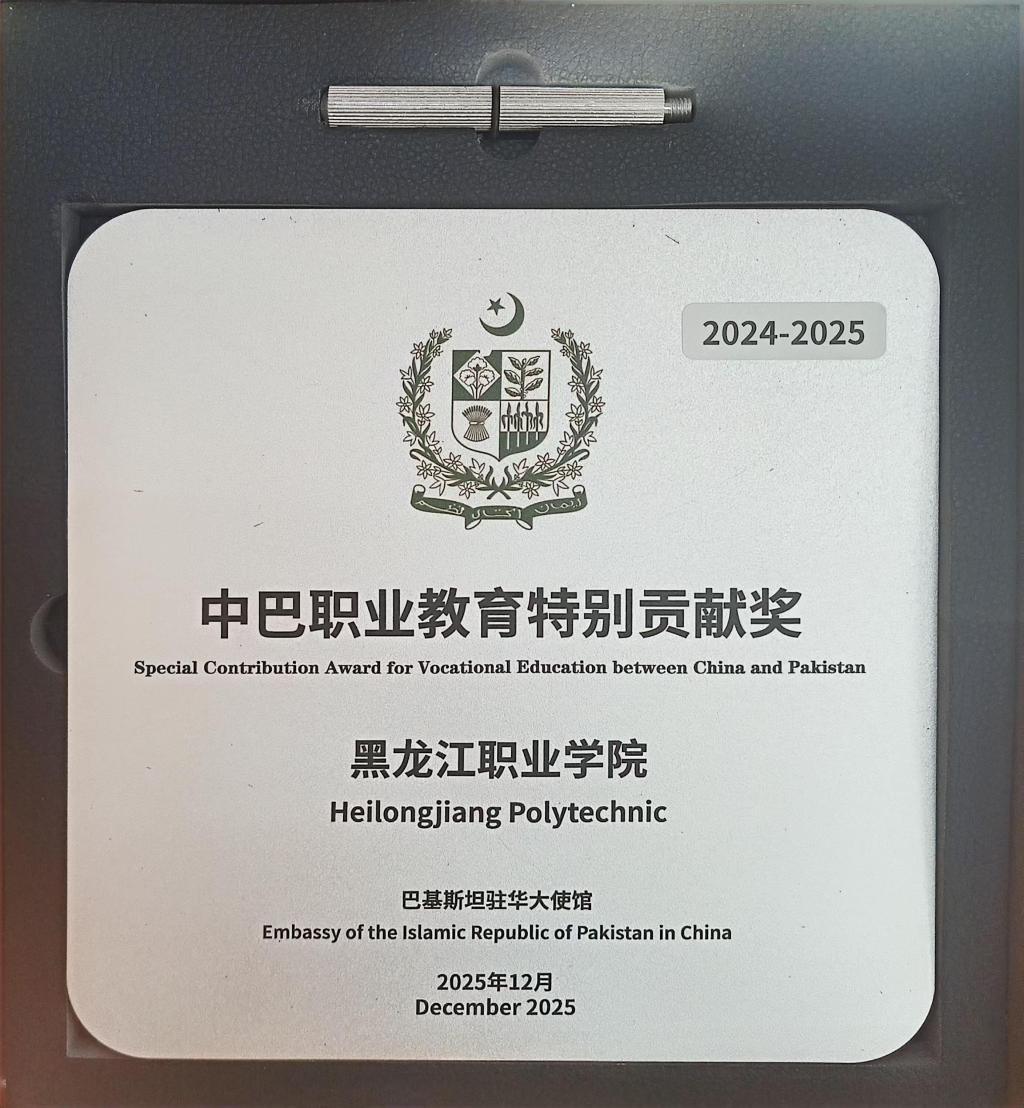 2024-2025
中巴职业教育特别贡献奖
Special Contribution Award for Vocational Education between China and Pakistan
黑龙江职业学院
Heilongjiang Polytechnic
巴基斯坦驻华大使馆
Embassy of the Islamic Republic of Pakistan in China
2025年12月
December 2025